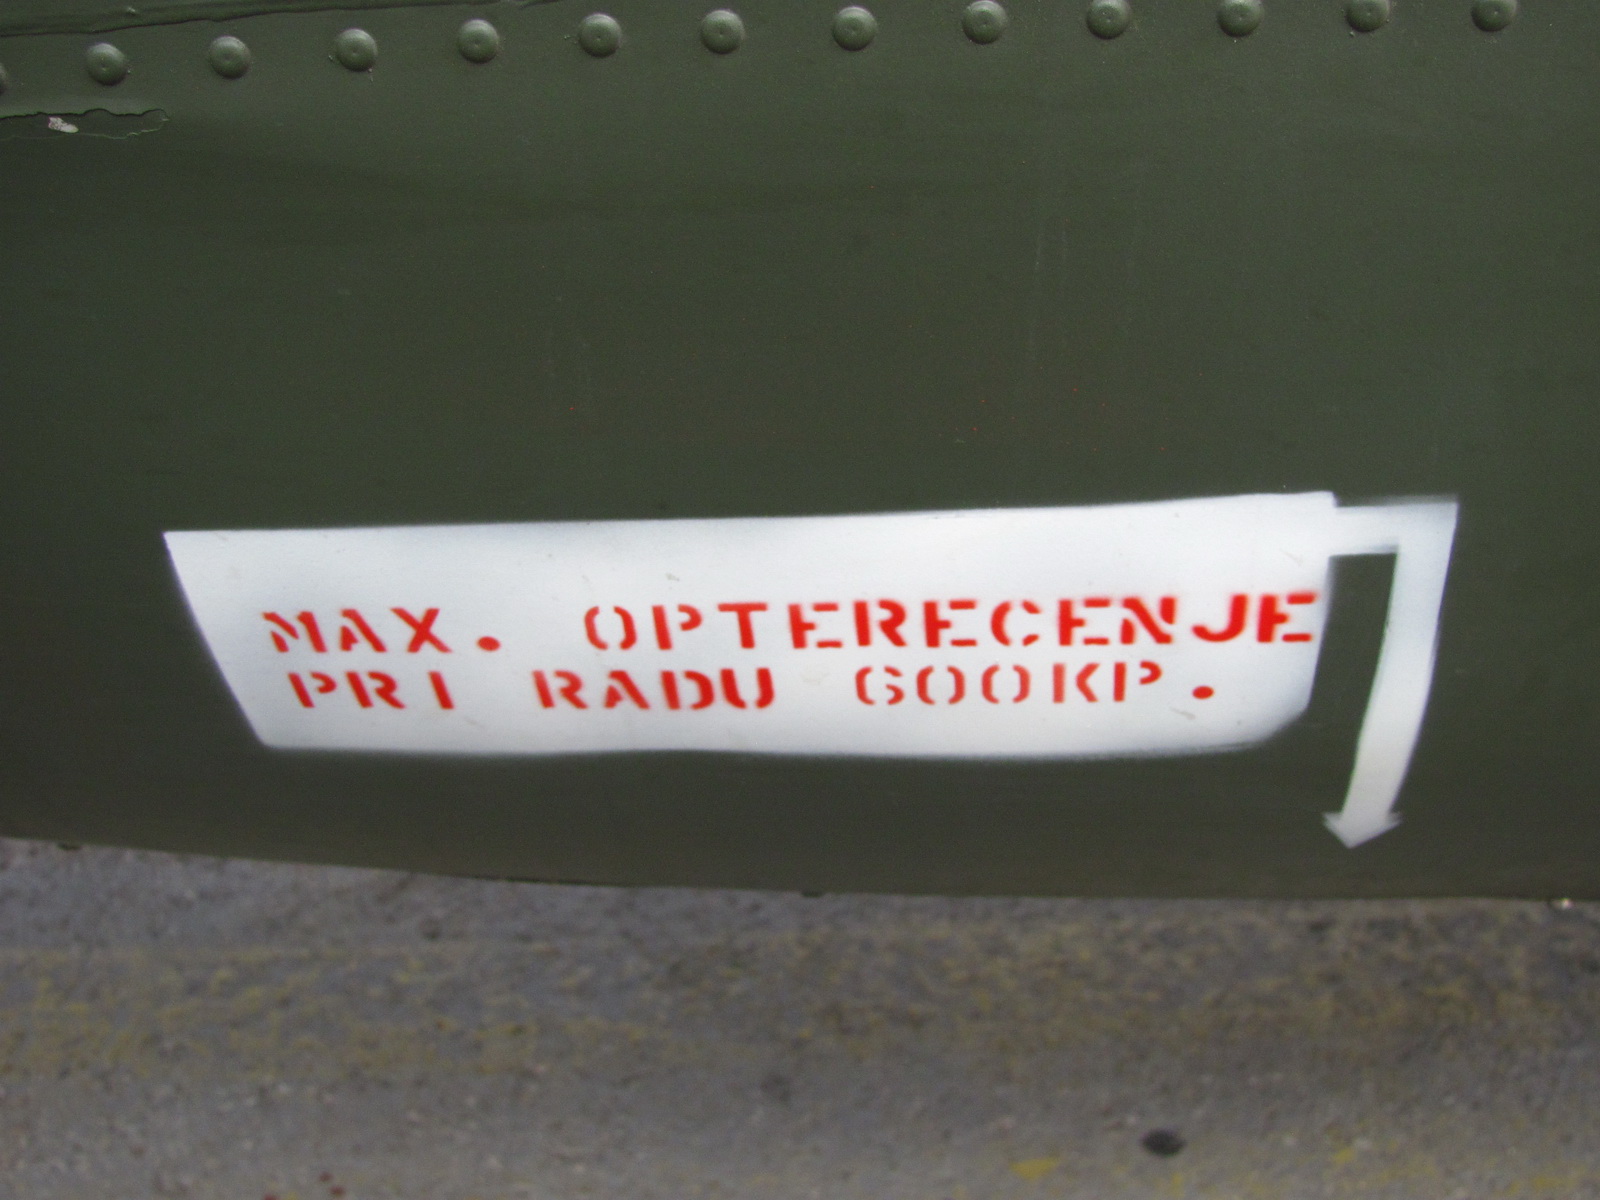 MAX. OPTERECENJE
PRI RADU 600KP.